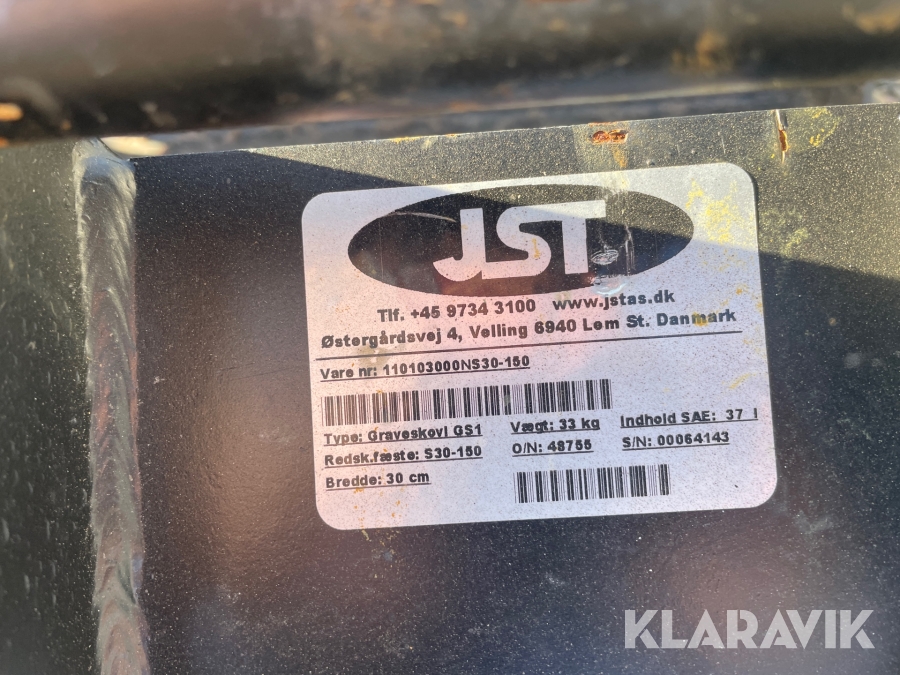 JST
Tlf. +45 9734 3100 www.jstas.dk
Østergårdsvej 4, Velling 6940 Lem St. Danmark
Vare nr: 110103000NS30-150
Type: Graveskovl GS1 Vægt: 33 kg Indhold SAE: 37 l
Redsk.fæste: S30-150 O/N: 48755 S/N: 00064143
Bredde: 30 cm
KLARAVIK